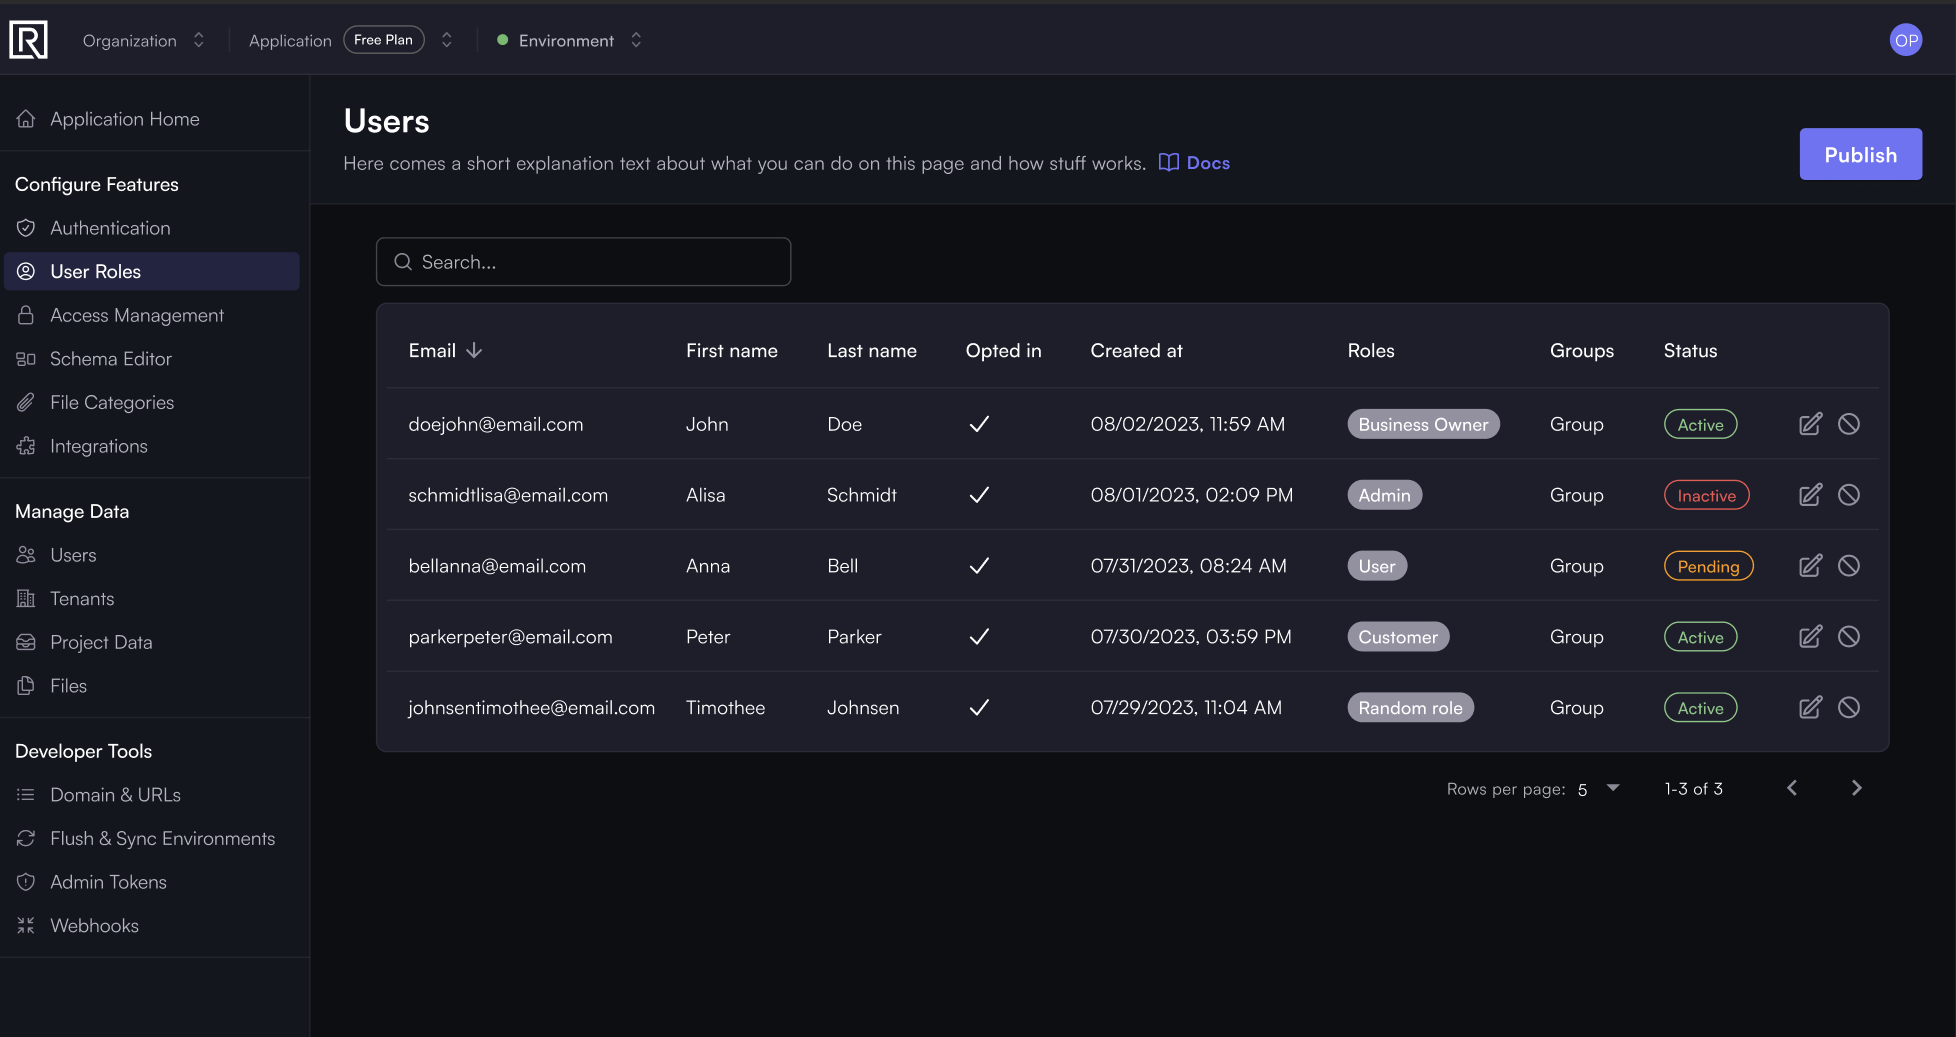 R
Organization
Application Free Plan
Environment
OP
Application Home
Configure Features
Authentication
User Roles
Access Management
Schema Editor
File Categories
Integrations
Manage Data
Users
Tenants
Project Data
Files
Developer Tools
Domain & URLs
Flush & Sync Environments
Admin Tokens
Webhooks
Users
Here comes a short explanation text about what you can do on this page and how stuff works. Docs
Publish
Search...
Email First name Last name Opted in Created at Roles Groups Status
doejohn@email.com John Doe 08/02/2023, 11:59 AM Business Owner Group Active
schmidtlisa@email.com Alisa Schmidt 08/01/2023, 02:09 PM Admin Group Inactive
bellanna@email.com Anna Bell 07/31/2023, 08:24 AM User Group Pending
parkerpeter@email.com Peter Parker 07/30/2023, 03:59 PM Customer Group Active
johnsentimothee@email.com Timothee Johnsen 07/29/2023, 11:04 AM Random role Group Active
Rows per page: 5 1-3 of 3